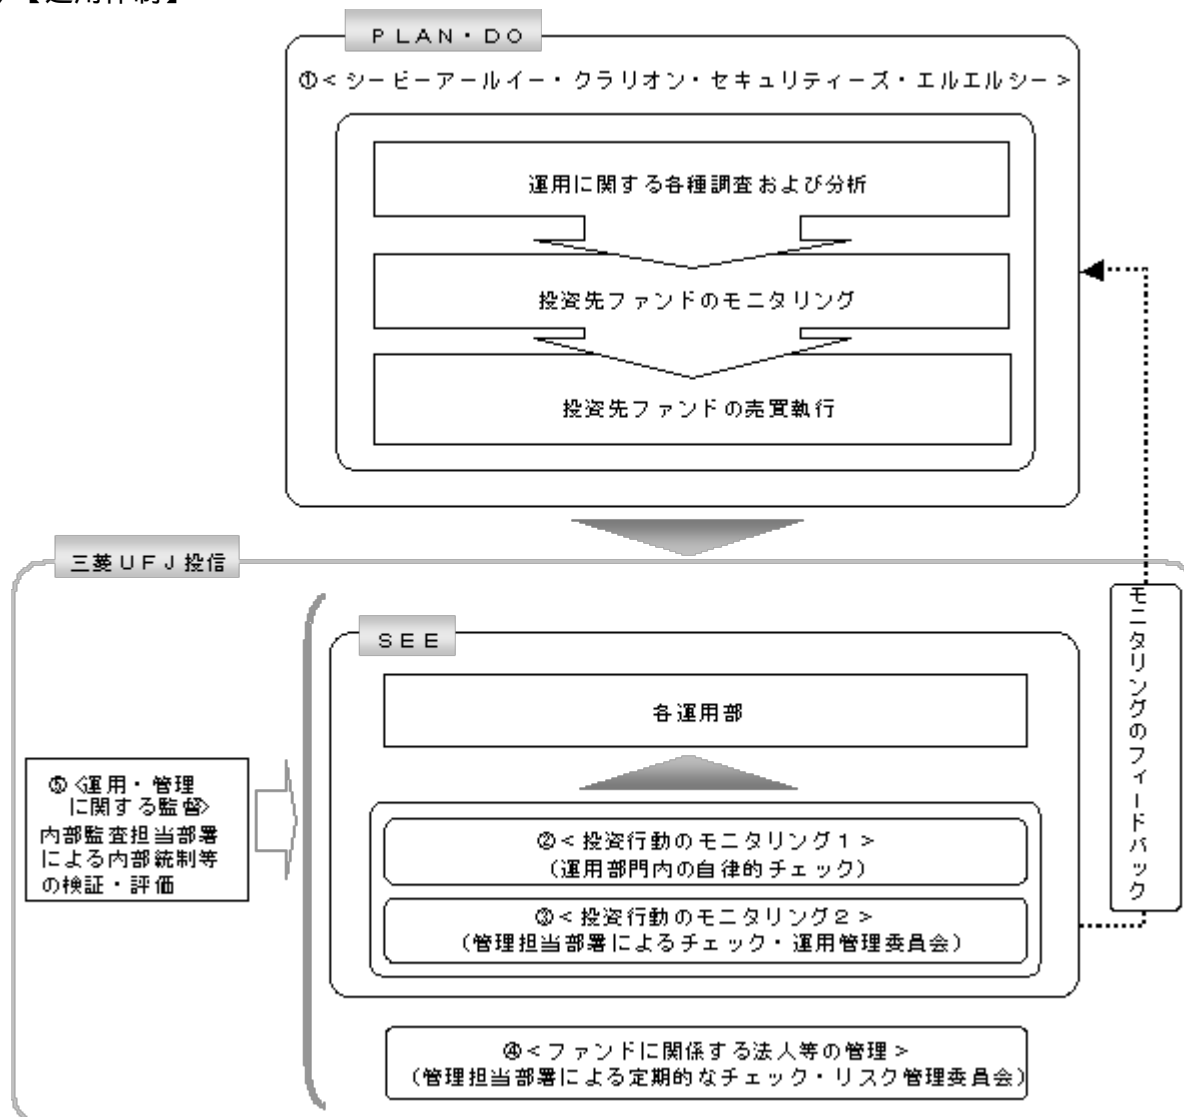 【運用体制】
ＰＬＡＮ・ＤＯ
①＜シービーアールイー・クラリオン・セキュリティーズ・エルエルシー＞
運用に関する各種調査および分析
投資先ファンドのモニタリング
投資先ファンドの売買執行
三菱ＵＦＪ投信
ＳＥＥ
各運用部
②＜投資行動のモニタリング１＞
（運用部門内の自律的チェック）
③＜投資行動のモニタリング２＞
（管理担当部署によるチェック・運用管理委員会）
④＜ファンドに関係する法人等の管理＞
（管理担当部署による定期的なチェック・リスク管理委員会）
⑤＜運用・管理
に関する監督＞
内部監査担当部署
による内部統制等
の検証・評価
モニタリングのフィードバック